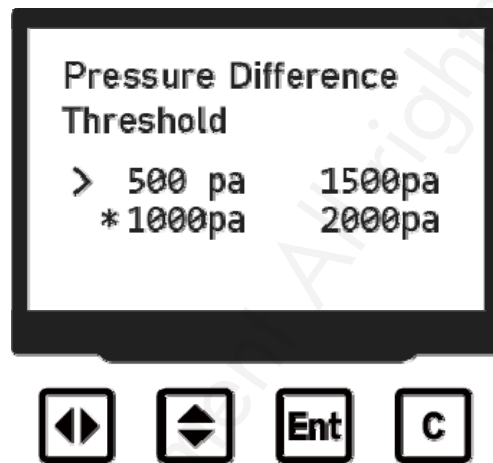 Pressure Difference
Threshold
> 500 pa 1500pa
*1000pa 2000pa
Ent C